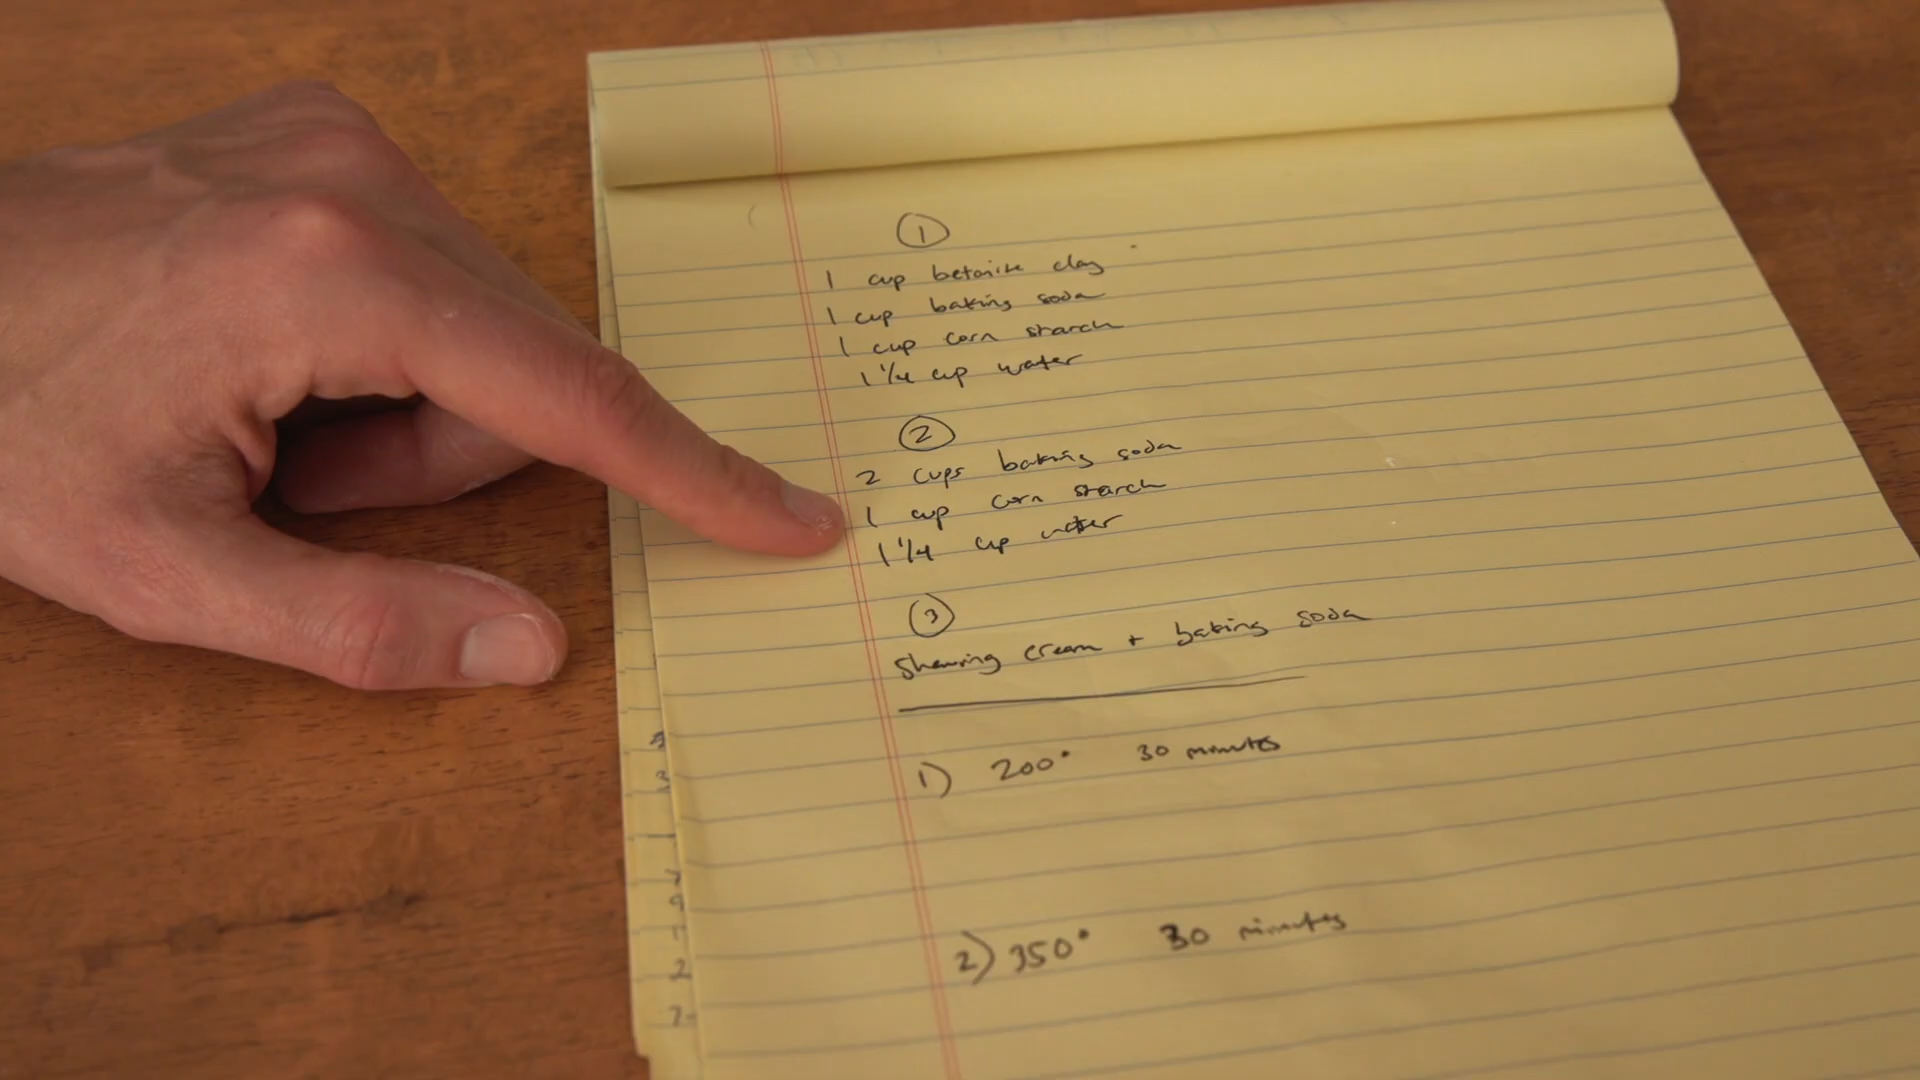 1
1 cup betonite clay
1 cup baking soda
1 cup corn starch
1 1/4 cup water
2
2 cups baking soda
1 cup corn starch
1 1/4 cup water
3
shaving cream + baking soda
1) 200° 30 minutes
2) 350° 30 minutes